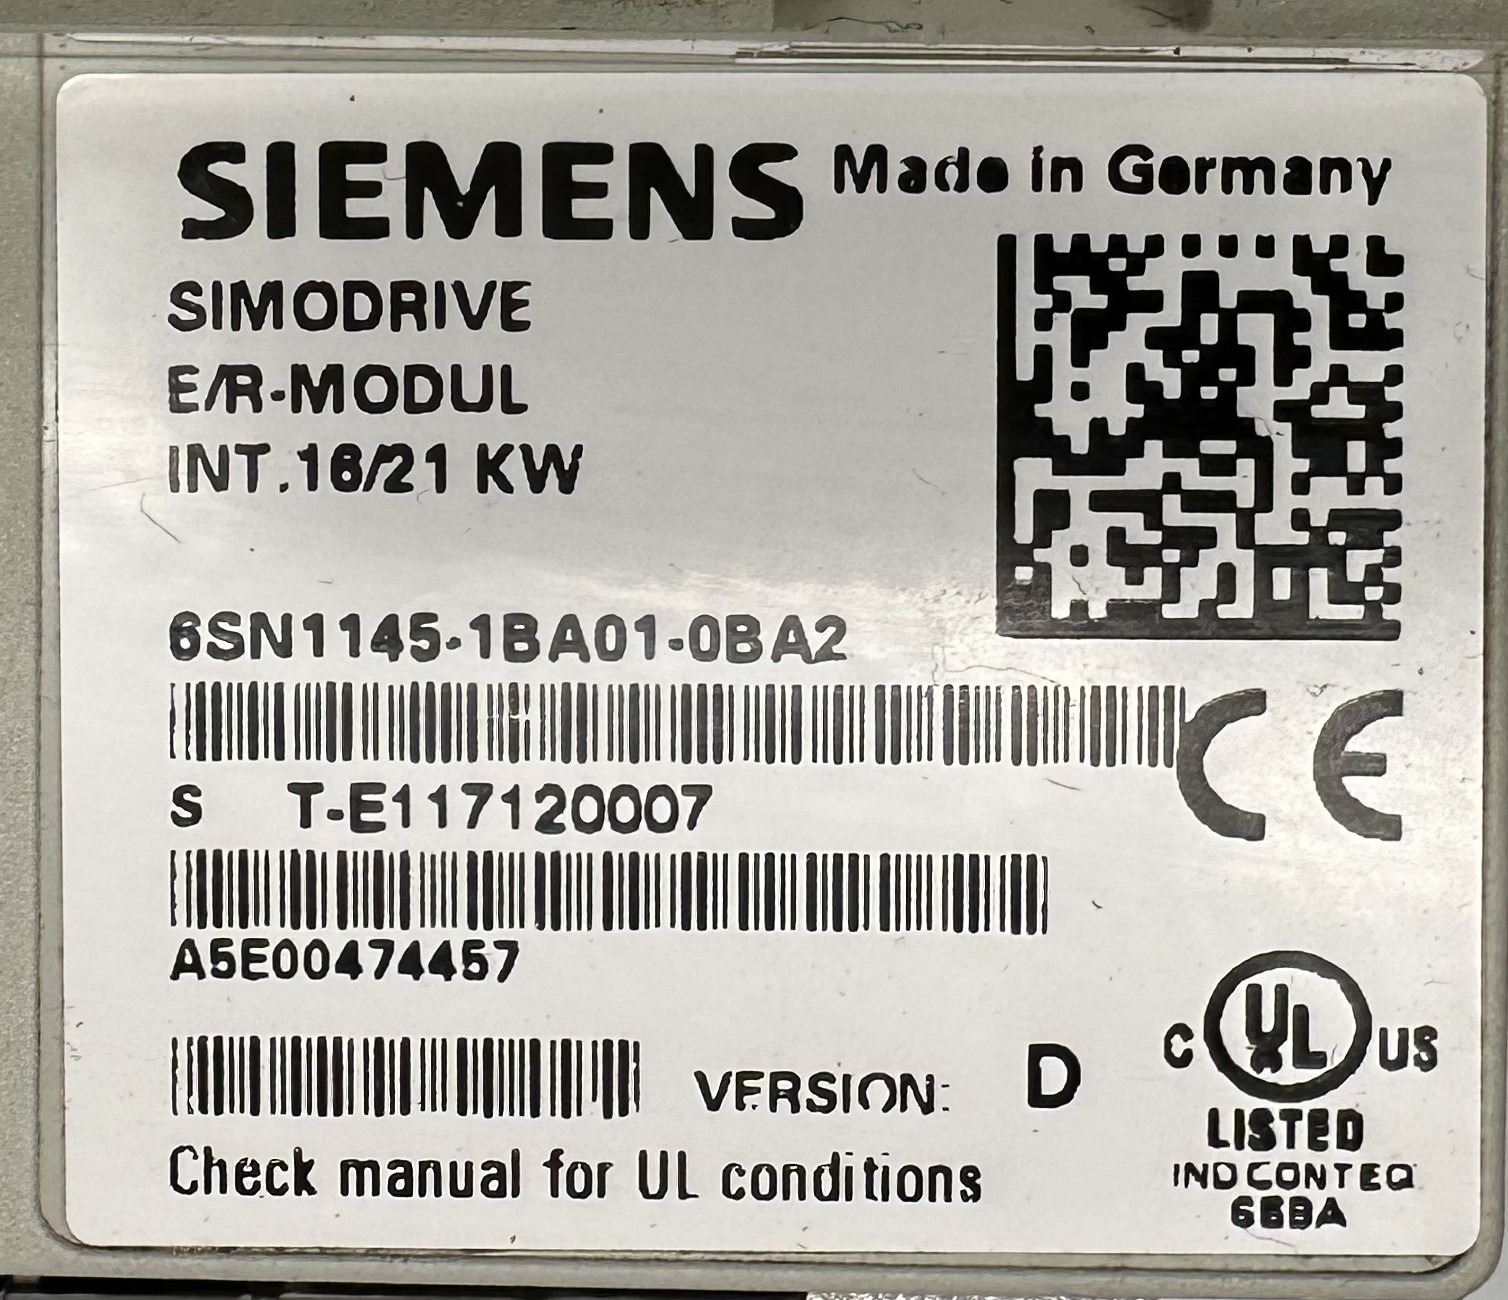 SIEMENS Made in Germany
SIMODRIVE
E/R-MODUL
INT.16/21 KW
6SN1145-1BA01-0BA2
S T-E117120007
A5E00474457
VERSION: D
Check manual for UL conditions
CE
C UL US
LISTED
IND CONT EQ
66BA